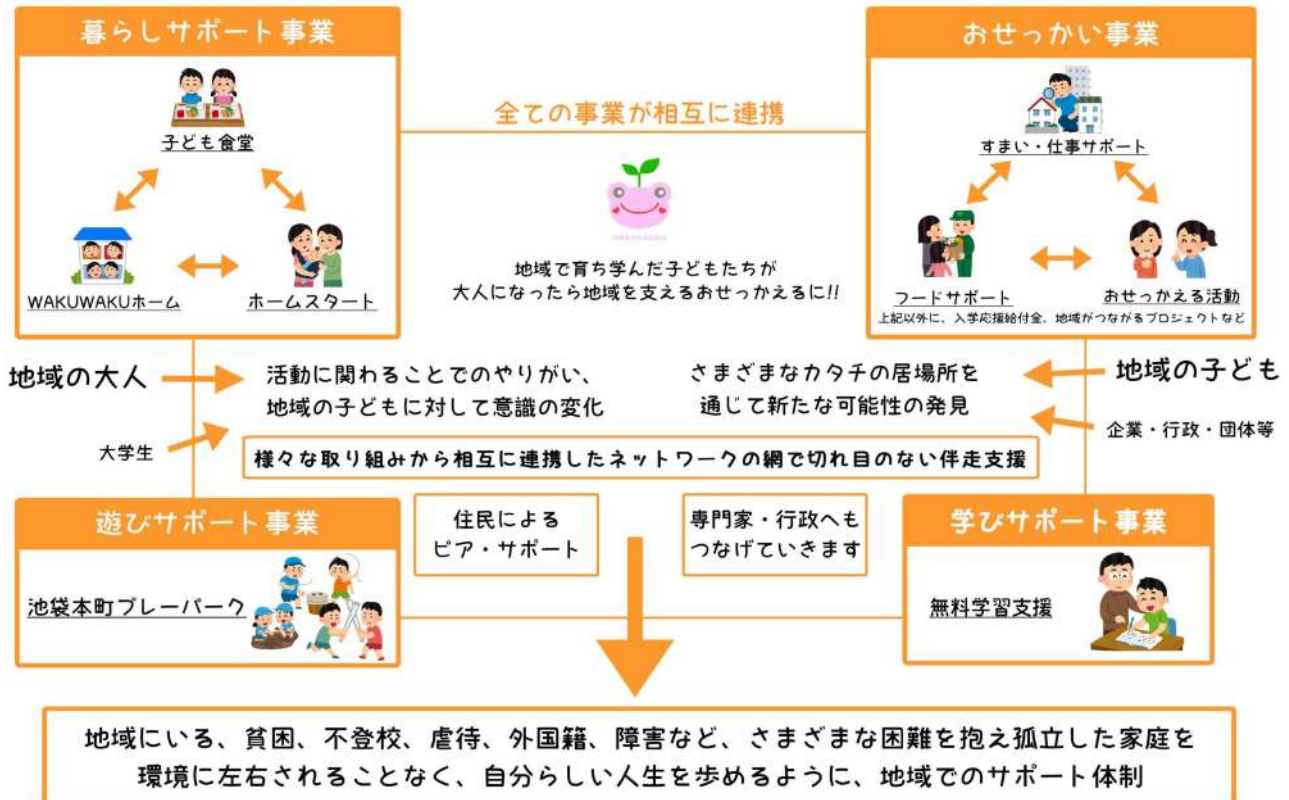 暮らしサポート事業
子ども食堂
WAKUWAKUホーム
ホームスタート
全ての事業が相互に連携
地域で育ち学んだ子どもたちが
大人になったら地域を支えるおせっかえるに!!
おせっかい事業
すまい・仕事サポート
フードサポート
おせっかえる活動
上記以外に、入学応援給付金、地域がつながるプロジェクトなど
地域の大人
活動に関わることでのやりがい、
地域の子どもに対して意識の変化
大学生
さまざまなカタチの居場所を
通じて新たな可能性の発見
地域の子ども
企業・行政・団体等
様々な取り組みから相互に連携したネットワークの網で切れ目のない伴走支援
遊びサポート事業
池袋本町プレーパーク
住民による
ピア・サポート
専門家・行政へも
つなげていきます
学びサポート事業
無料学習支援
地域にいる、貧困、不登校、虐待、外国籍、障害など、さまざまな困難を抱え孤立した家庭を
環境に左右されることなく、自分らしい人生を歩めるように、地域でのサポート体制